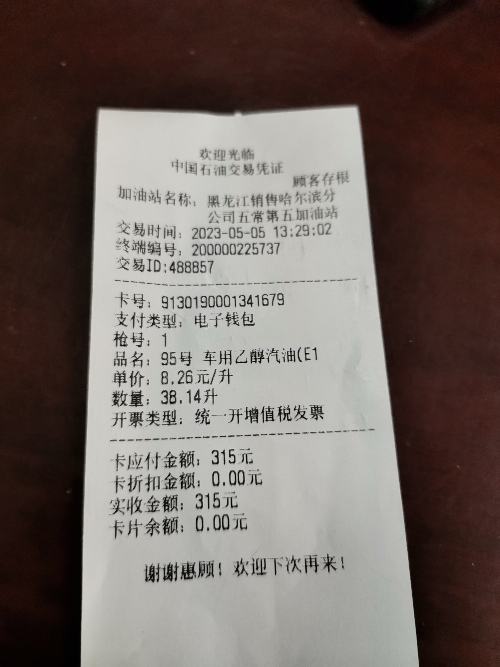 欢迎光临
中国石油交易凭证
顾客存根
加油站名称：黑龙江销售哈尔滨分
公司五常第五加油站
交易时间：2023-05-05 13:29:02
终端编号：200000225737
交易ID:488857
卡号：9130190001341679
支付类型：电子钱包
枪号：1
品名：95号 车用乙醇汽油(E1
单价：8.26元/升
数量：38.14升
开票类型：统一开增值税发票
卡应付金额：315元
卡折扣金额：0.00元
实收金额：315元
卡片余额：0.00元
谢谢惠顾！欢迎下次再来！